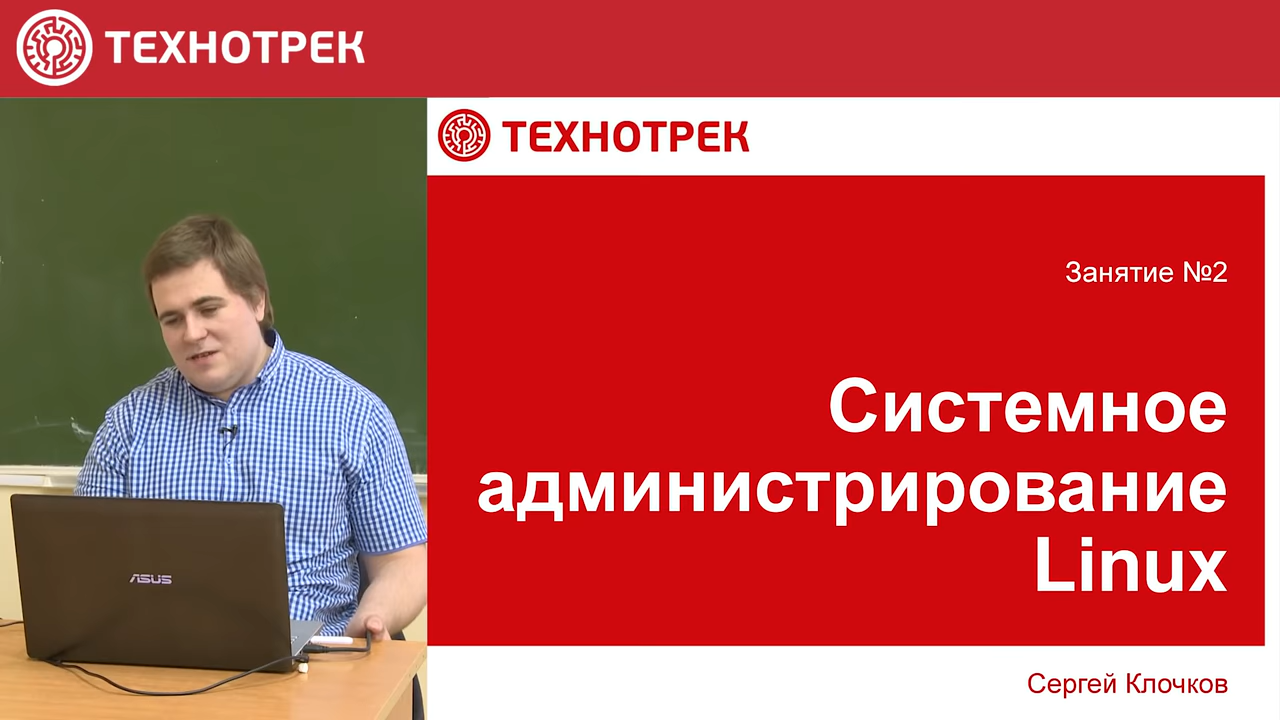 ТЕХНОТРЕК
ТЕХНОТРЕК
Занятие №2
Системное
администрирование
Linux
Сергей Клочков
ASUS